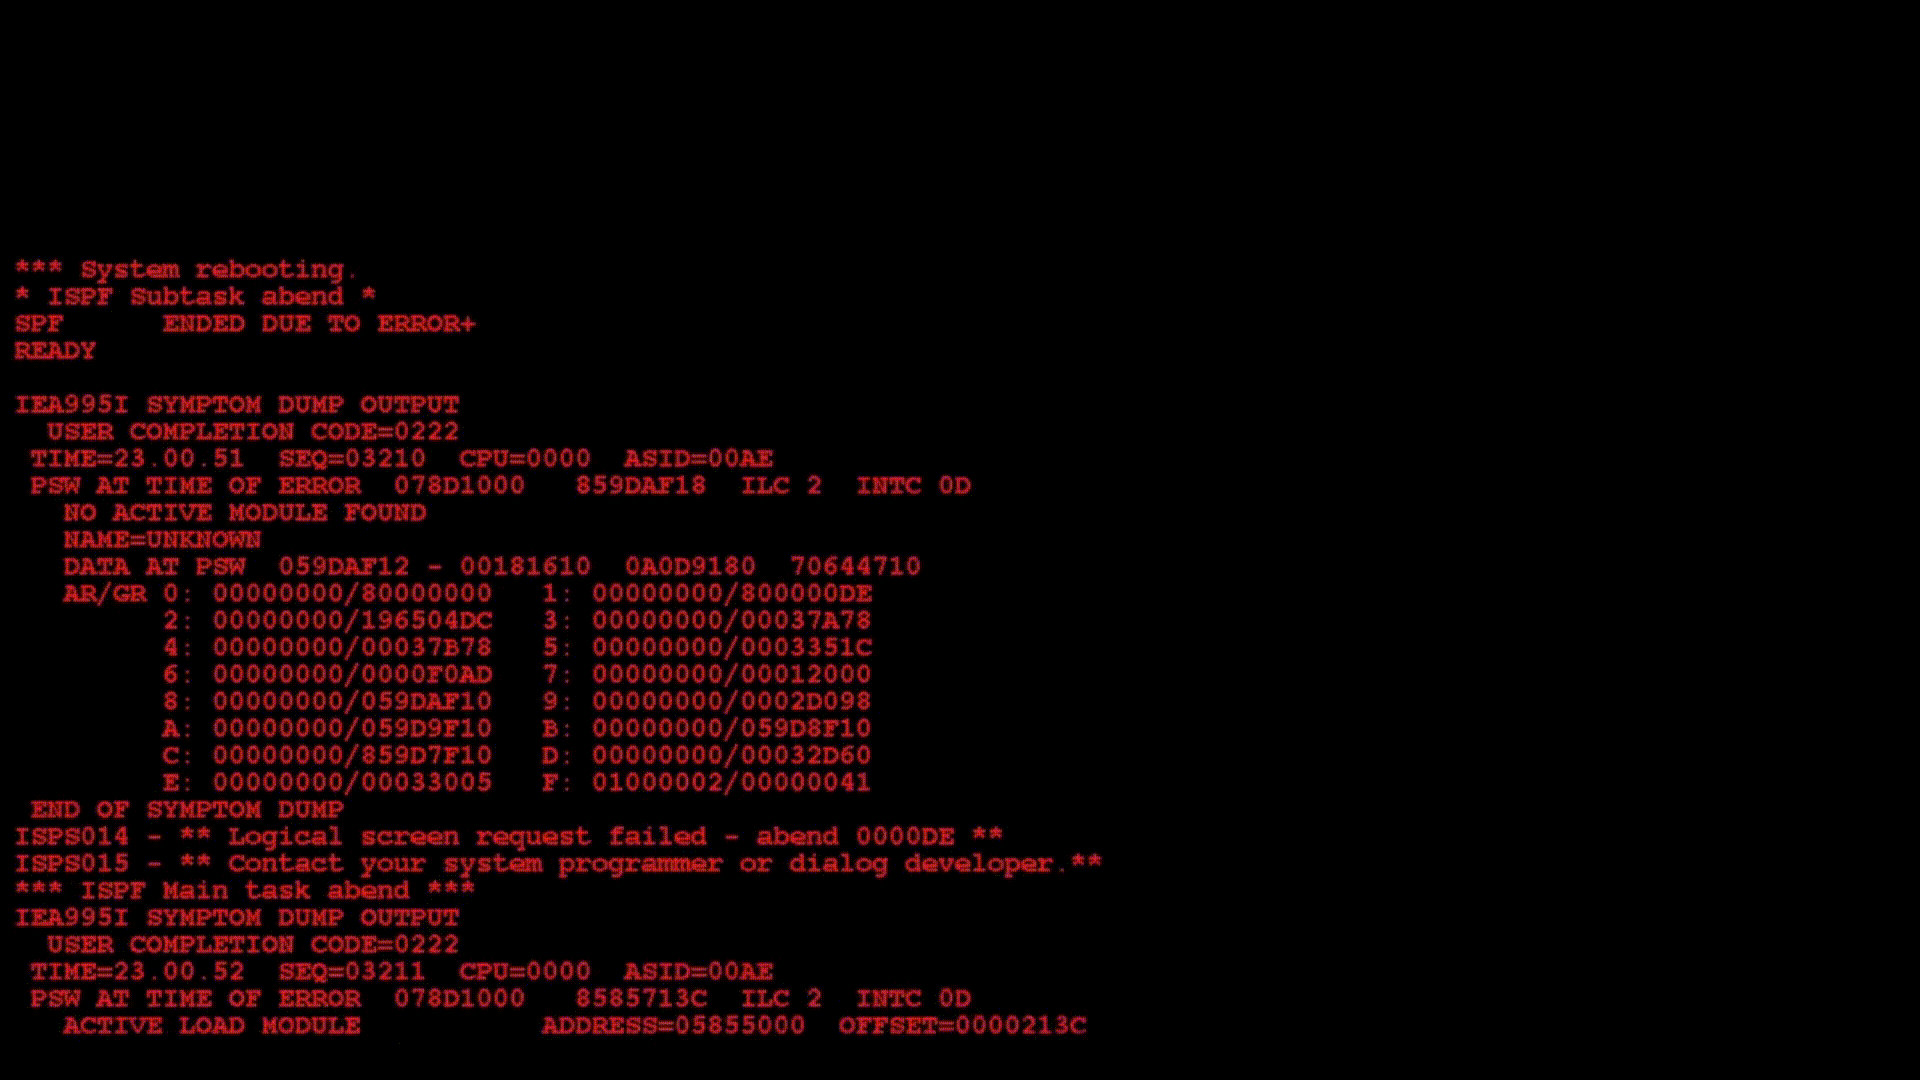 *** System rebooting.
* ISPF Subtask abend *
SPF       ENDED DUE TO ERROR+
READY
IEA995I SYMPTOM DUMP OUTPUT
  USER COMPLETION CODE=0222
 TIME=23.00.51  SEQ=03210  CPU=0000  ASID=00AE
 PSW AT TIME OF ERROR  078D1000   859DAF18  ILC 2  INTC 0D
   NO ACTIVE MODULE FOUND
   NAME=UNKNOWN
   DATA AT PSW  059DAF12 - 00181610  0A0D9180  70644710
   AR/GR 0: 00000000/80000000   1: 00000000/800000DE
         2: 00000000/196504DC   3: 00000000/00037A78
         4: 00000000/00037B78   5: 00000000/0003351C
         6: 00000000/0000F0AD   7: 00000000/00012000
         8: 00000000/059DAF10   9: 00000000/0002D098
         A: 00000000/059D9F10   B: 00000000/059D8F10
         C: 00000000/859D7F10   D: 00000000/00032D60
         E: 00000000/00033005   F: 01000002/00000041
 END OF SYMPTOM DUMP
ISPS014 - ** Logical screen request failed - abend 0000DE **
ISPS015 - ** Contact your system programmer or dialog developer.**
*** ISPF Main task abend ***
IEA995I SYMPTOM DUMP OUTPUT
  USER COMPLETION CODE=0222
 TIME=23.00.52  SEQ=03211  CPU=0000  ASID=00AE
 PSW AT TIME OF ERROR  078D1000   8585713C  ILC 2  INTC 0D
   ACTIVE LOAD MODULE           ADDRESS=05855000  OFFSET=0000213C